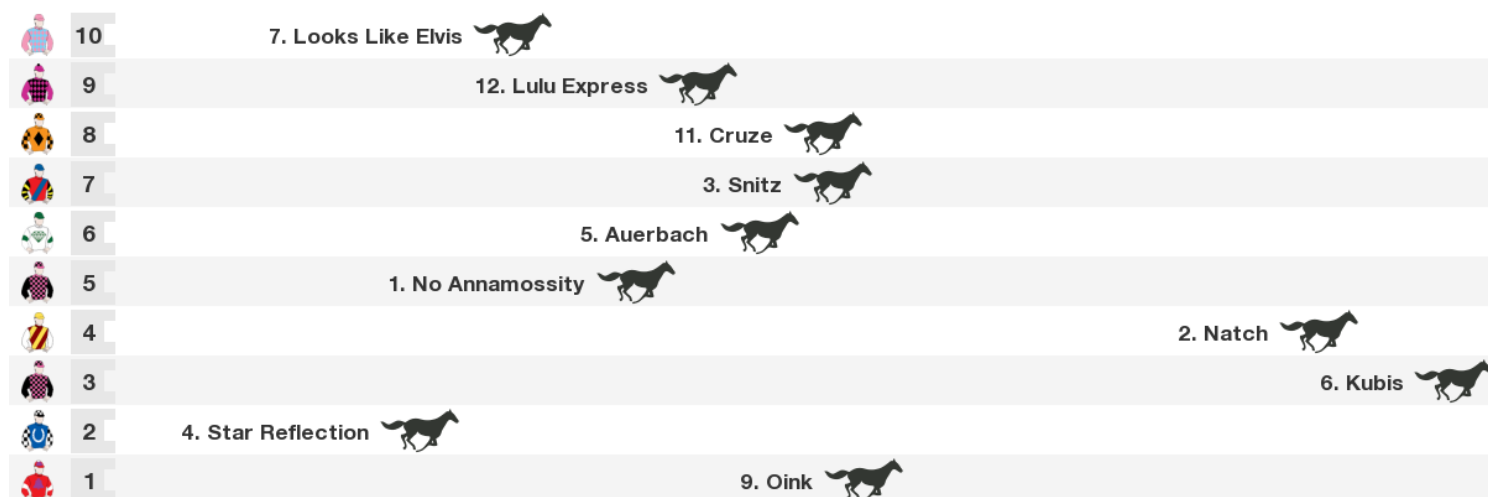 10 7. Looks Like Elvis
9 12. Lulu Express
8 11. Cruze
7 3. Snitz
6 5. Auerbach
5 1. No Annamossity
4 2. Natch
3 6. Kubis
2 4. Star Reflection
1 9. Oink